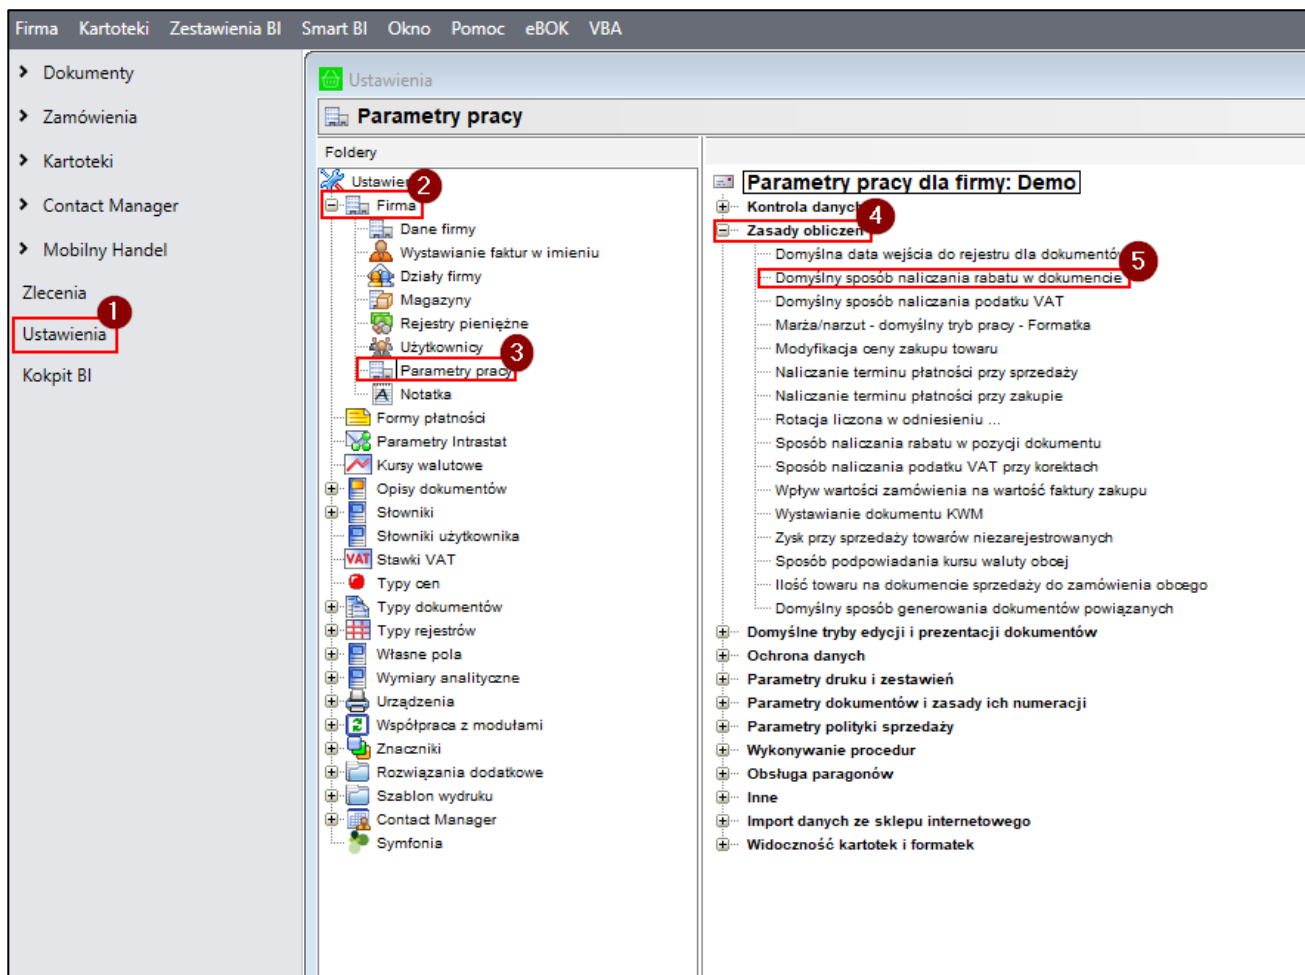 Firma Kartoteki Zestawienia BI Smart BI Okno Pomoc eBOK VBA
Dokumenty
Zamówienia
Kartoteki
Contact Manager
Mobilny Handel
Zlecenia
1
Ustawienia
Kokpit BI
Ustawienia
Parametry pracy
Foldery
2
Firma
Dane firmy
Wystawianie faktur w imieniu
Działy firmy
Magazyny
Rejestry pieniężne
Użytkownicy
3
Parametry pracy
Notatka
Formy płatności
Parametry Intrastat
Kursy walutowe
Opisy dokumentów
Słowniki
Słowniki użytkownika
VAT Stawki VAT
Typy cen
Typy dokumentów
Typy rejestrów
Własne pola
Wymiary analityczne
Urządzenia
Współpraca z modułami
Znaczniki
Rozwiązania dodatkowe
Szablon wydruku
Contact Manager
Symfonia
Parametry pracy dla firmy: Demo
Kontrola danych
4
Zasady obliczeń
Domyślna data wejścia do rejestru dla dokumentów
5
Domyślny sposób naliczania rabatu w dokumencie
Domyślny sposób naliczania podatku VAT
Marża/narzut - domyślny tryb pracy - Formatka
Modyfikacja ceny zakupu towaru
Naliczanie terminu płatności przy sprzedaży
Naliczanie terminu płatności przy zakupie
Rotacja liczona w odniesieniu ...
Sposób naliczania rabatu w pozycji dokumentu
Sposób naliczania podatku VAT przy korektach
Wpływ wartości zamówienia na wartość faktury zakupu
Wystawianie dokumentu KWM
Zysk przy sprzedaży towarów niezarejestrowanych
Sposób podpowiadania kursu waluty obcej
Ilość towaru na dokumencie sprzedaży do zamówienia obcego
Domyślny sposób generowania dokumentów powiązanych
Domyślne tryby edycji i prezentacji dokumentów
Ochrona danych
Parametry druku i zestawień
Parametry dokumentów i zasady ich numeracji
Parametry polityki sprzedaży
Wykonywanie procedur
Obsługa paragonów
Inne
Import danych ze sklepu internetowego
Widoczność kartotek i formatek